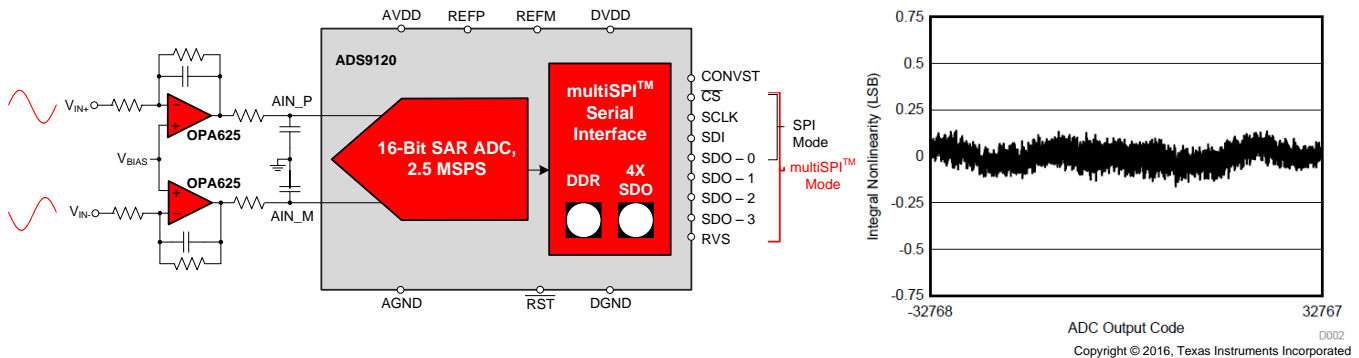 AVDD REFP REFM DVDD
ADS9120
VIN+
OPA625
AIN_P
VBIAS
OPA625
VIN-
AIN_M
16-Bit SAR ADC,
2.5 MSPS
multiSPI™
Serial
Interface
DDR
4X
SDO
CONVST
CS
SCLK
SDI
SDO – 0
SDO – 1
SDO – 2
SDO – 3
RVS
SPI
Mode
multiSPI™
Mode
AGND RST DGND
Integral Nonlinearity (LSB)
0.75
0.5
0.25
0
-0.25
-0.5
-0.75
-32768 32767
ADC Output Code
D002
Copyright © 2016, Texas Instruments Incorporated